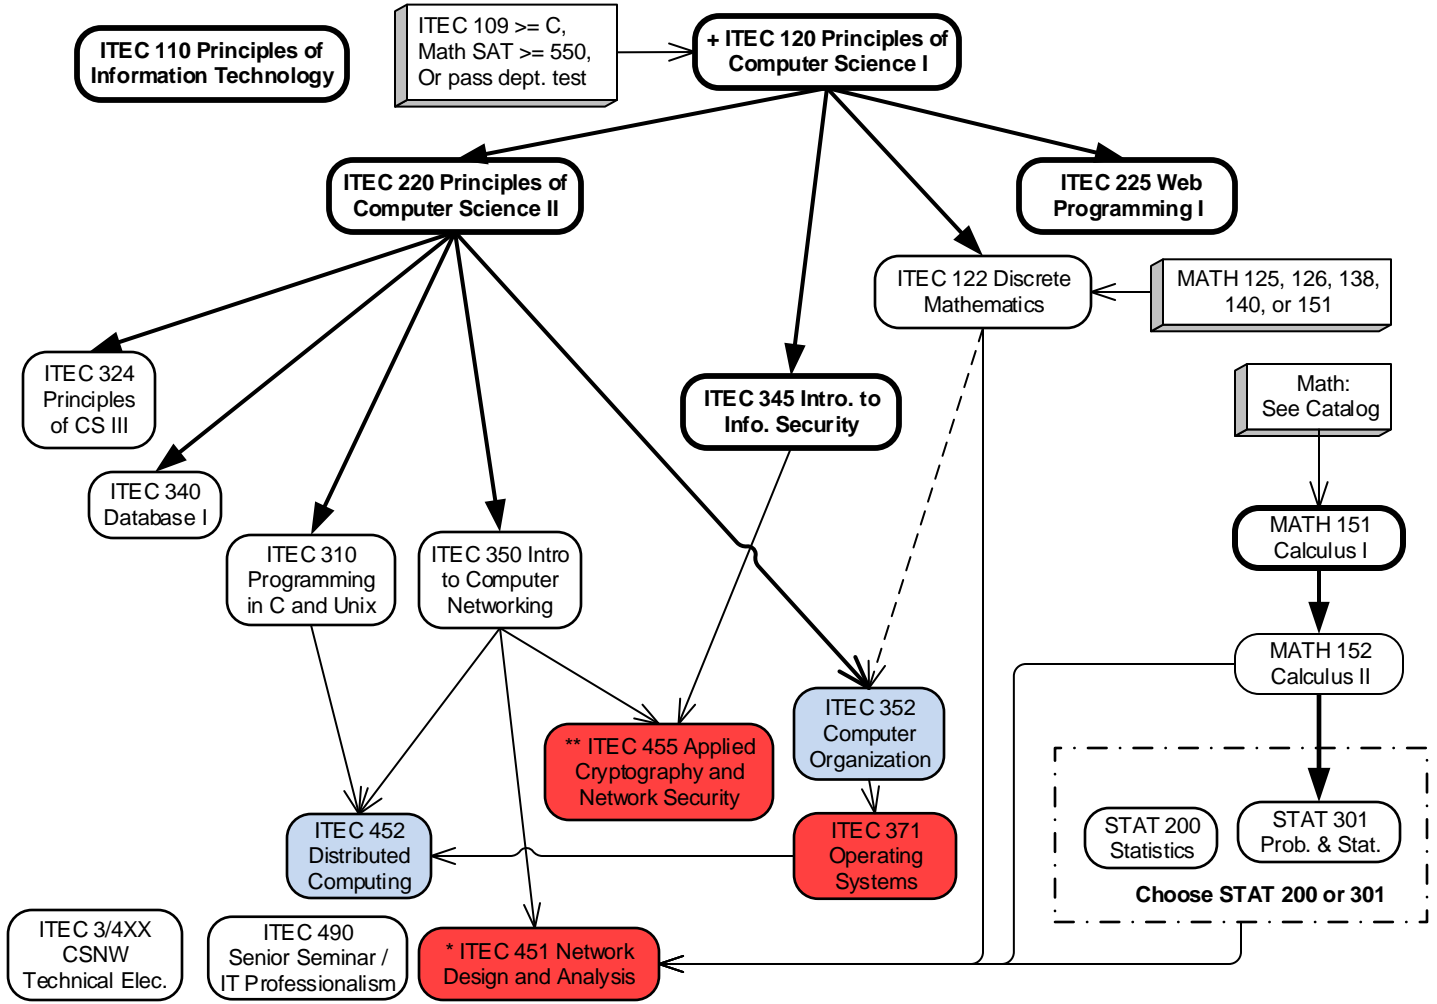 ITEC 110 Principles of
Information Technology
ITEC 109 >= C,
Math SAT >= 550,
Or pass dept. test
+ ITEC 120 Principles of
Computer Science I
ITEC 220 Principles of
Computer Science II
ITEC 225 Web
Programming I
ITEC 122 Discrete
Mathematics
MATH 125, 126, 138,
140, or 151
ITEC 324
Principles
of CS III
ITEC 345 Intro. to
Info. Security
Math:
See Catalog
ITEC 340
Database I
ITEC 310
Programming
in C and Unix
ITEC 350 Intro
to Computer
Networking
MATH 151
Calculus I
MATH 152
Calculus II
ITEC 352
Computer
Organization
** ITEC 455 Applied
Cryptography and
Network Security
ITEC 452
Distributed
Computing
ITEC 371
Operating
Systems
STAT 200
Statistics
STAT 301
Prob. & Stat.
Choose STAT 200 or 301
ITEC 3/4XX
CSNW
Technical Elec.
ITEC 490
Senior Seminar /
IT Professionalism
* ITEC 451 Network
Design and Analysis